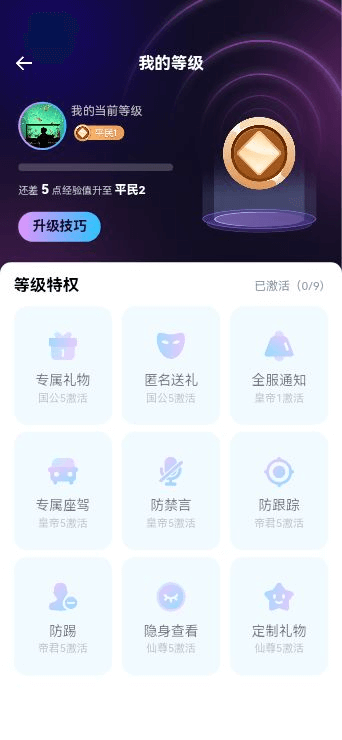 我的等级
我的当前等级
平民1
还差 5 点经验值升至 平民2
升级技巧
等级特权 已激活（0/9）
专属礼物 匿名送礼 全服通知
国公5激活 国公5激活 皇帝1激活
专属座驾 防禁言 防跟踪
皇帝5激活 皇帝5激活 帝君5激活
防踢 隐身查看 定制礼物
帝君5激活 仙尊5激活 仙尊5激活